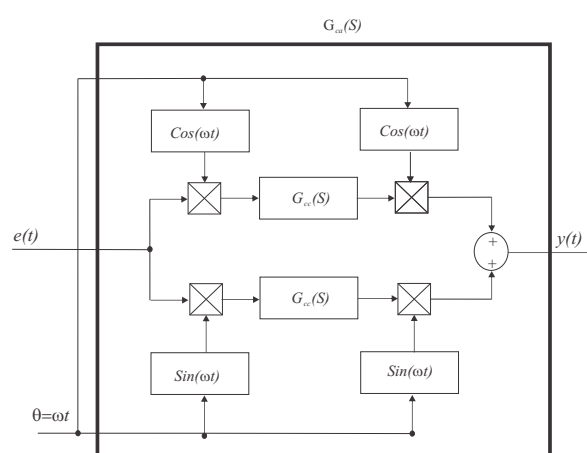 G_ca(S)
Cos(ωt)
Cos(ωt)
G_cc(S)
e(t)
+
+
y(t)
G_cc(S)
Sin(ωt)
Sin(ωt)
θ=ωt